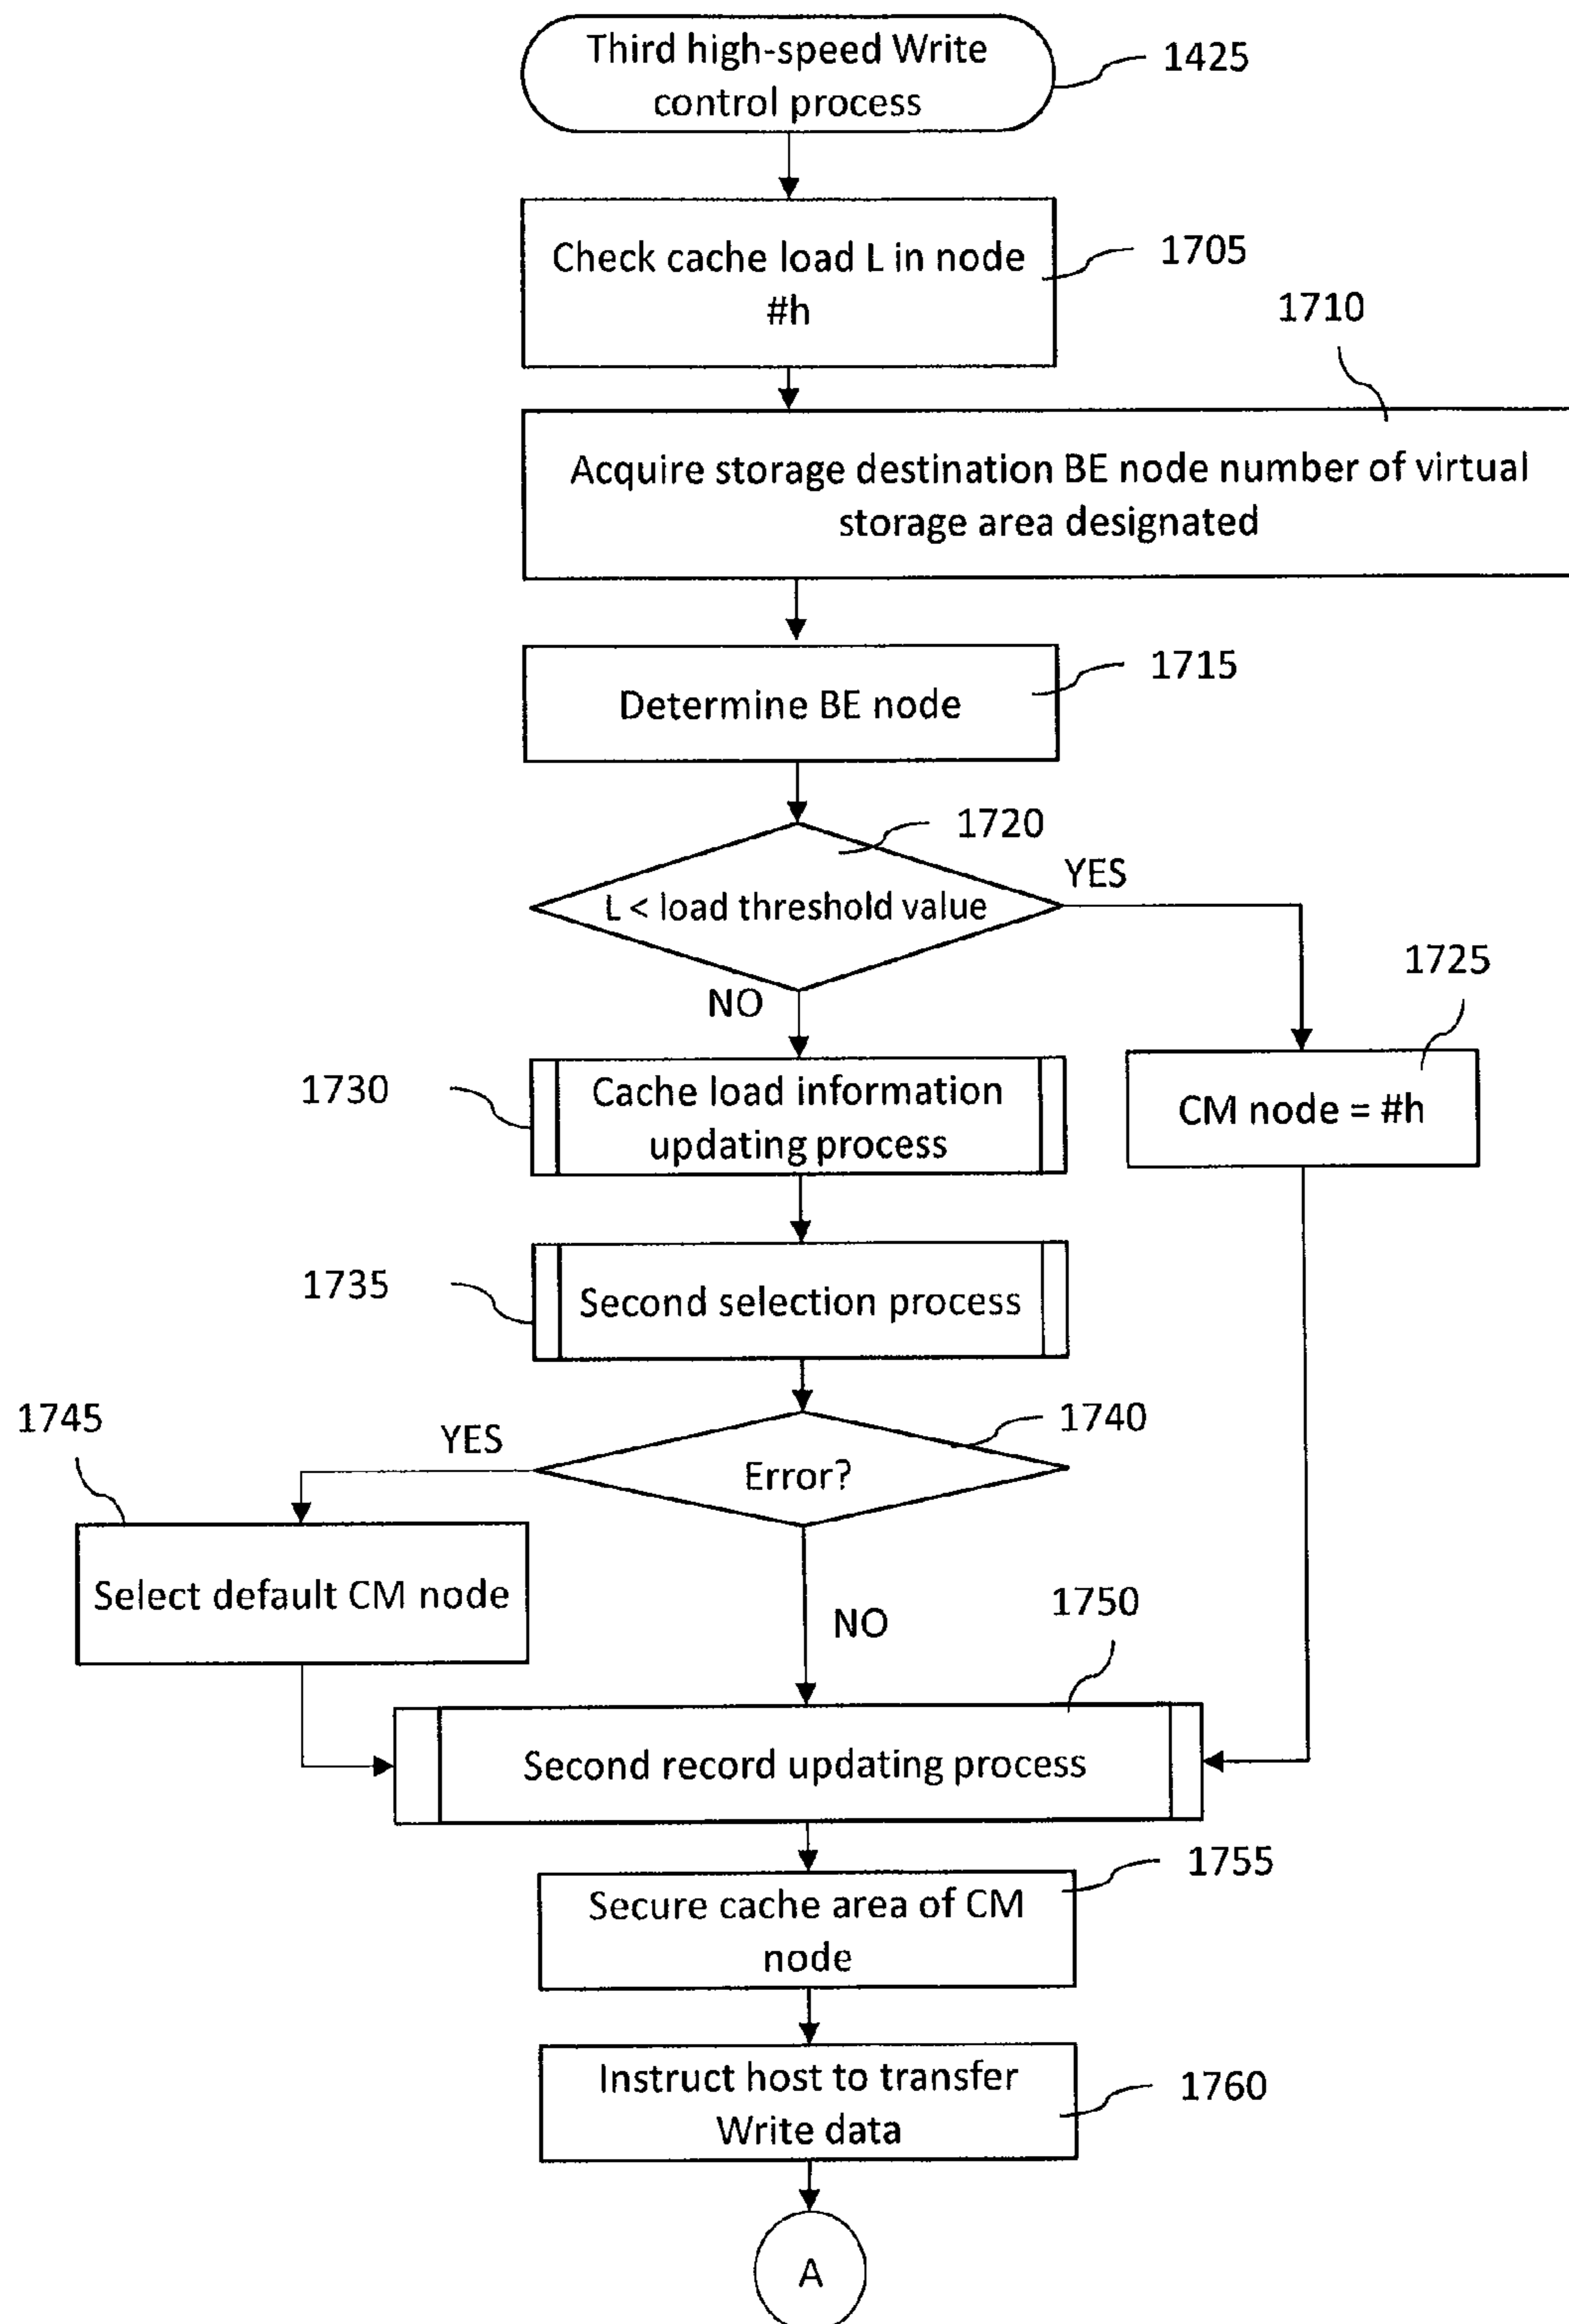 Third high-speed Write
control process
1425
Check cache load L in node
#h
1705
1710
Acquire storage destination BE node number of virtual
storage area designated
1715
Determine BE node
1720
YES
L < load threshold value
NO
1725
1730
Cache load information
updating process
CM node = #h
1735
Second selection process
1745
YES
1740
Error?
Select default CM node
NO
1750
Second record updating process
1755
Secure cache area of CM
node
Instruct host to transfer
Write data
1760
A